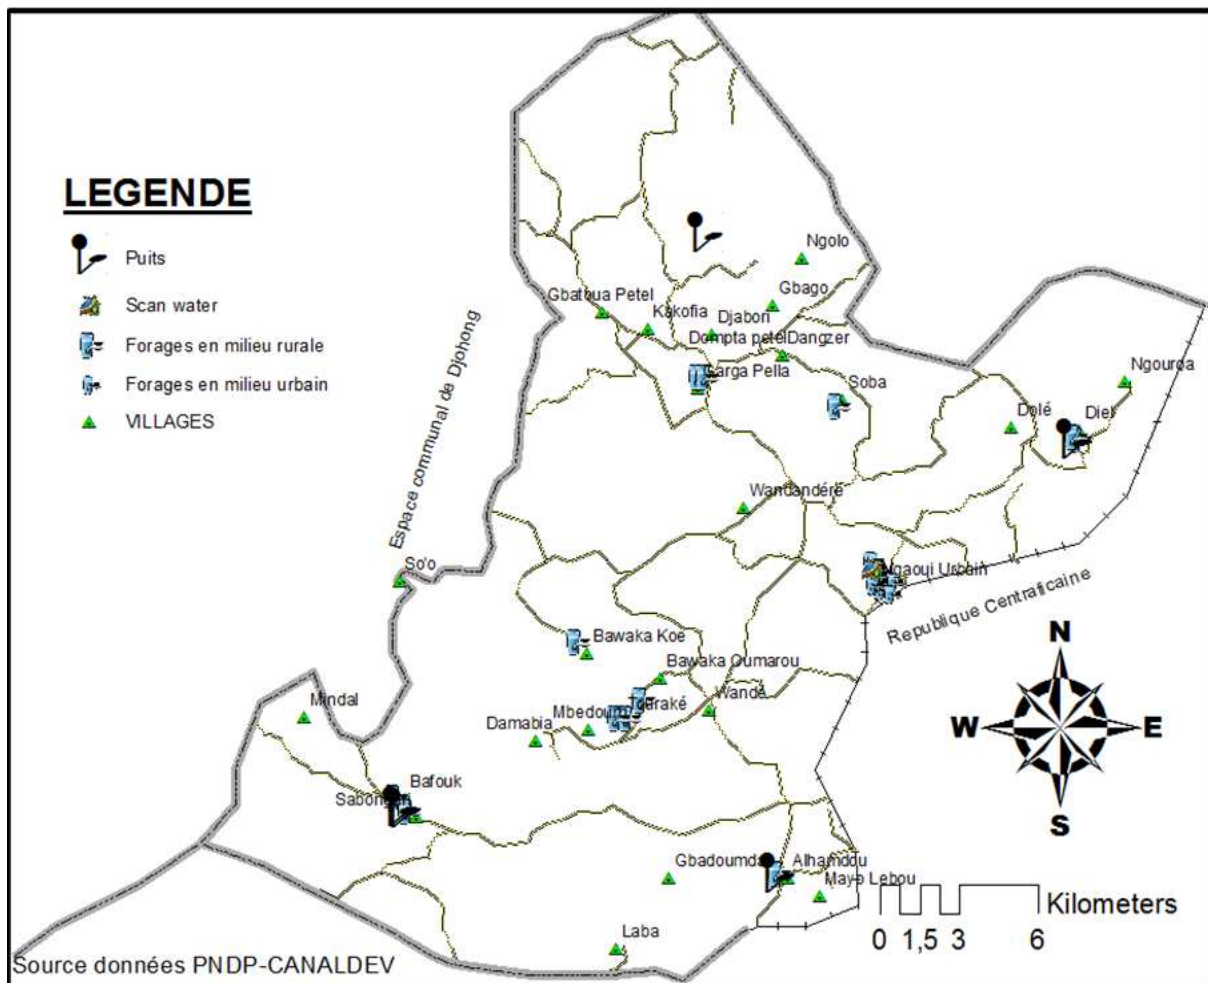 LEGENDE
Puits
Scan water
Forages en milieu rurale
Forages en milieu urbain
VILLAGES
Espace communal de Djohong
Ngolo
Gbago
Gbatoua Petel
Kakofia
Djabori
Dompta petel
Dangzer
Garga Pella
Soba
Ngouroa
Dolé
Diel
Wandandéré
Ngaoui Urbain
So'o
Republique Centraficaine
Bawaka Koe
Bawaka Oumarou
Mindal
Wandé
Touraké
Mbedoum
Damabia
Bafouk
Gbadoumda
Alhamdou
Mayo Lebou
Laba
N
W
E
S
Kilometers
0 1,5 3 6
Source données PNDP-CANALDEV